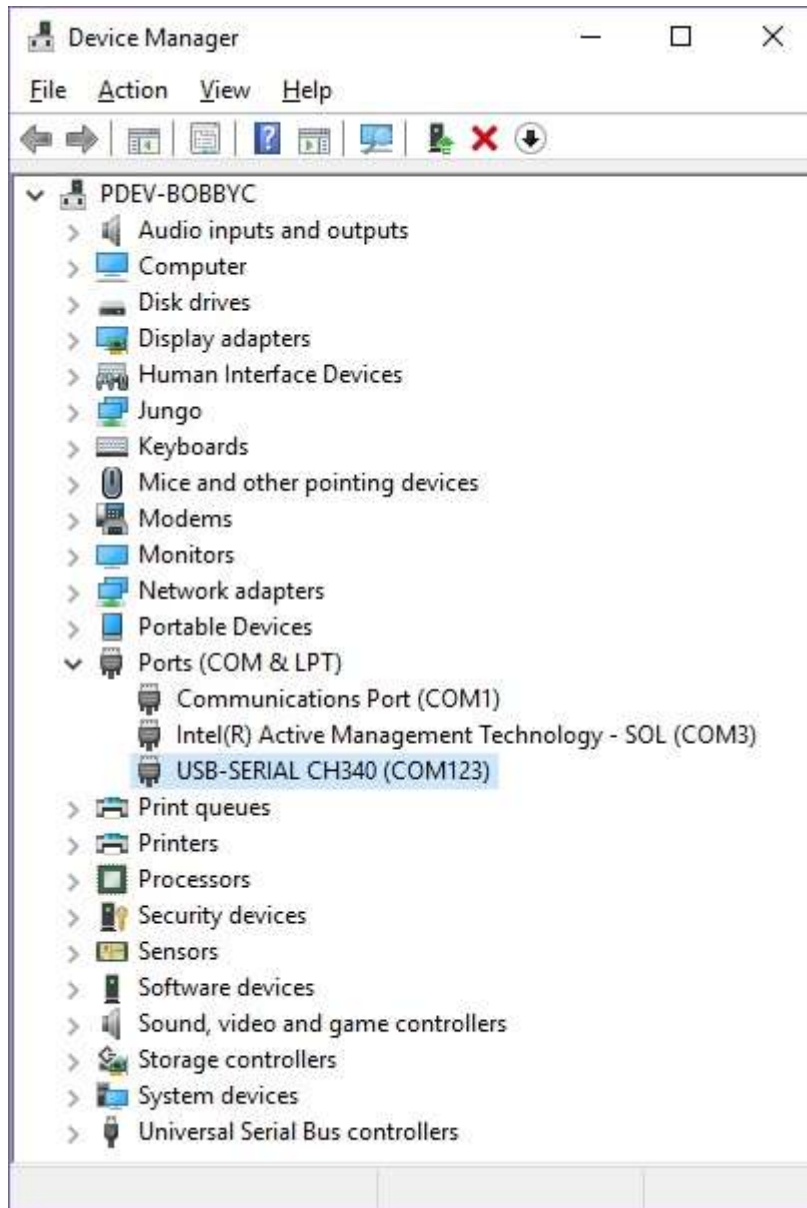 Device Manager
File Action View Help
PDEV-BOBBYC
Audio inputs and outputs
Computer
Disk drives
Display adapters
Human Interface Devices
Jungo
Keyboards
Mice and other pointing devices
Modems
Monitors
Network adapters
Portable Devices
Ports (COM & LPT)
Communications Port (COM1)
Intel(R) Active Management Technology - SOL (COM3)
USB-SERIAL CH340 (COM123)
Print queues
Printers
Processors
Security devices
Sensors
Software devices
Sound, video and game controllers
Storage controllers
System devices
Universal Serial Bus controllers